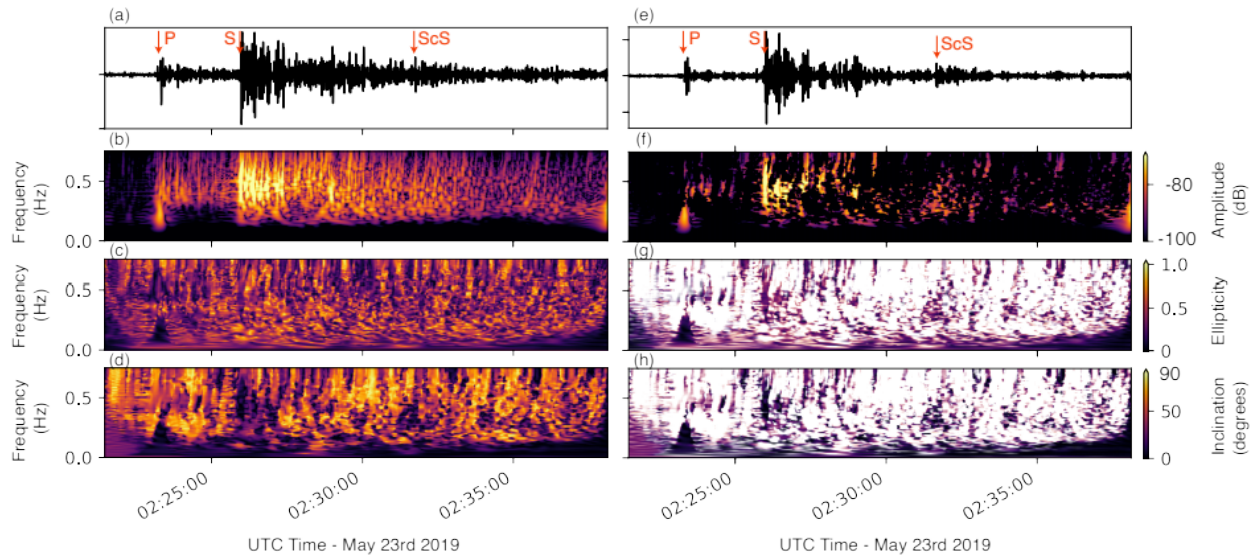 (a)
P
S
ScS
(e)
P
S
ScS
(b)
Frequency
(Hz)
0.5
0.0
(f)
-80
-100
Amplitude
(dB)
(c)
Frequency
(Hz)
0.5
0.0
(g)
1.0
0.5
0
Ellipticity
(d)
Frequency
(Hz)
0.5
0.0
(h)
90
50
0
Inclination
(degrees)
02:25:00
02:30:00
02:35:00
02:25:00
02:30:00
02:35:00
UTC Time - May 23rd 2019
UTC Time - May 23rd 2019